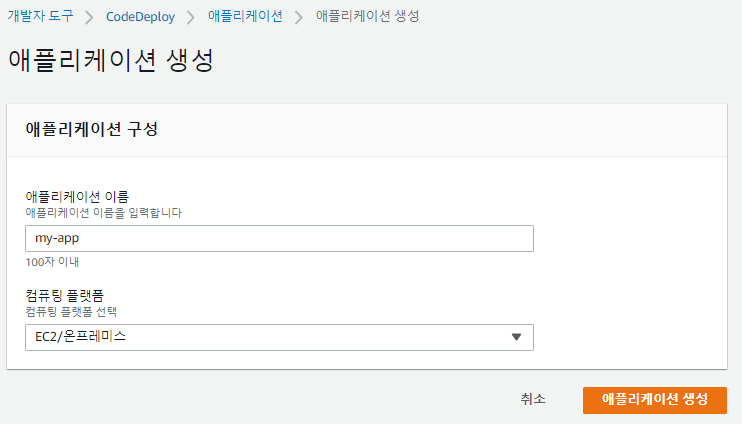 개발자 도구 > CodeDeploy > 애플리케이션 > 애플리케이션 생성
애플리케이션 생성
애플리케이션 구성
애플리케이션 이름
애플리케이션 이름을 입력합니다
my-app
100자 이내
컴퓨팅 플랫폼
컴퓨팅 플랫폼 선택
EC2/온프레미스
취소 애플리케이션 생성